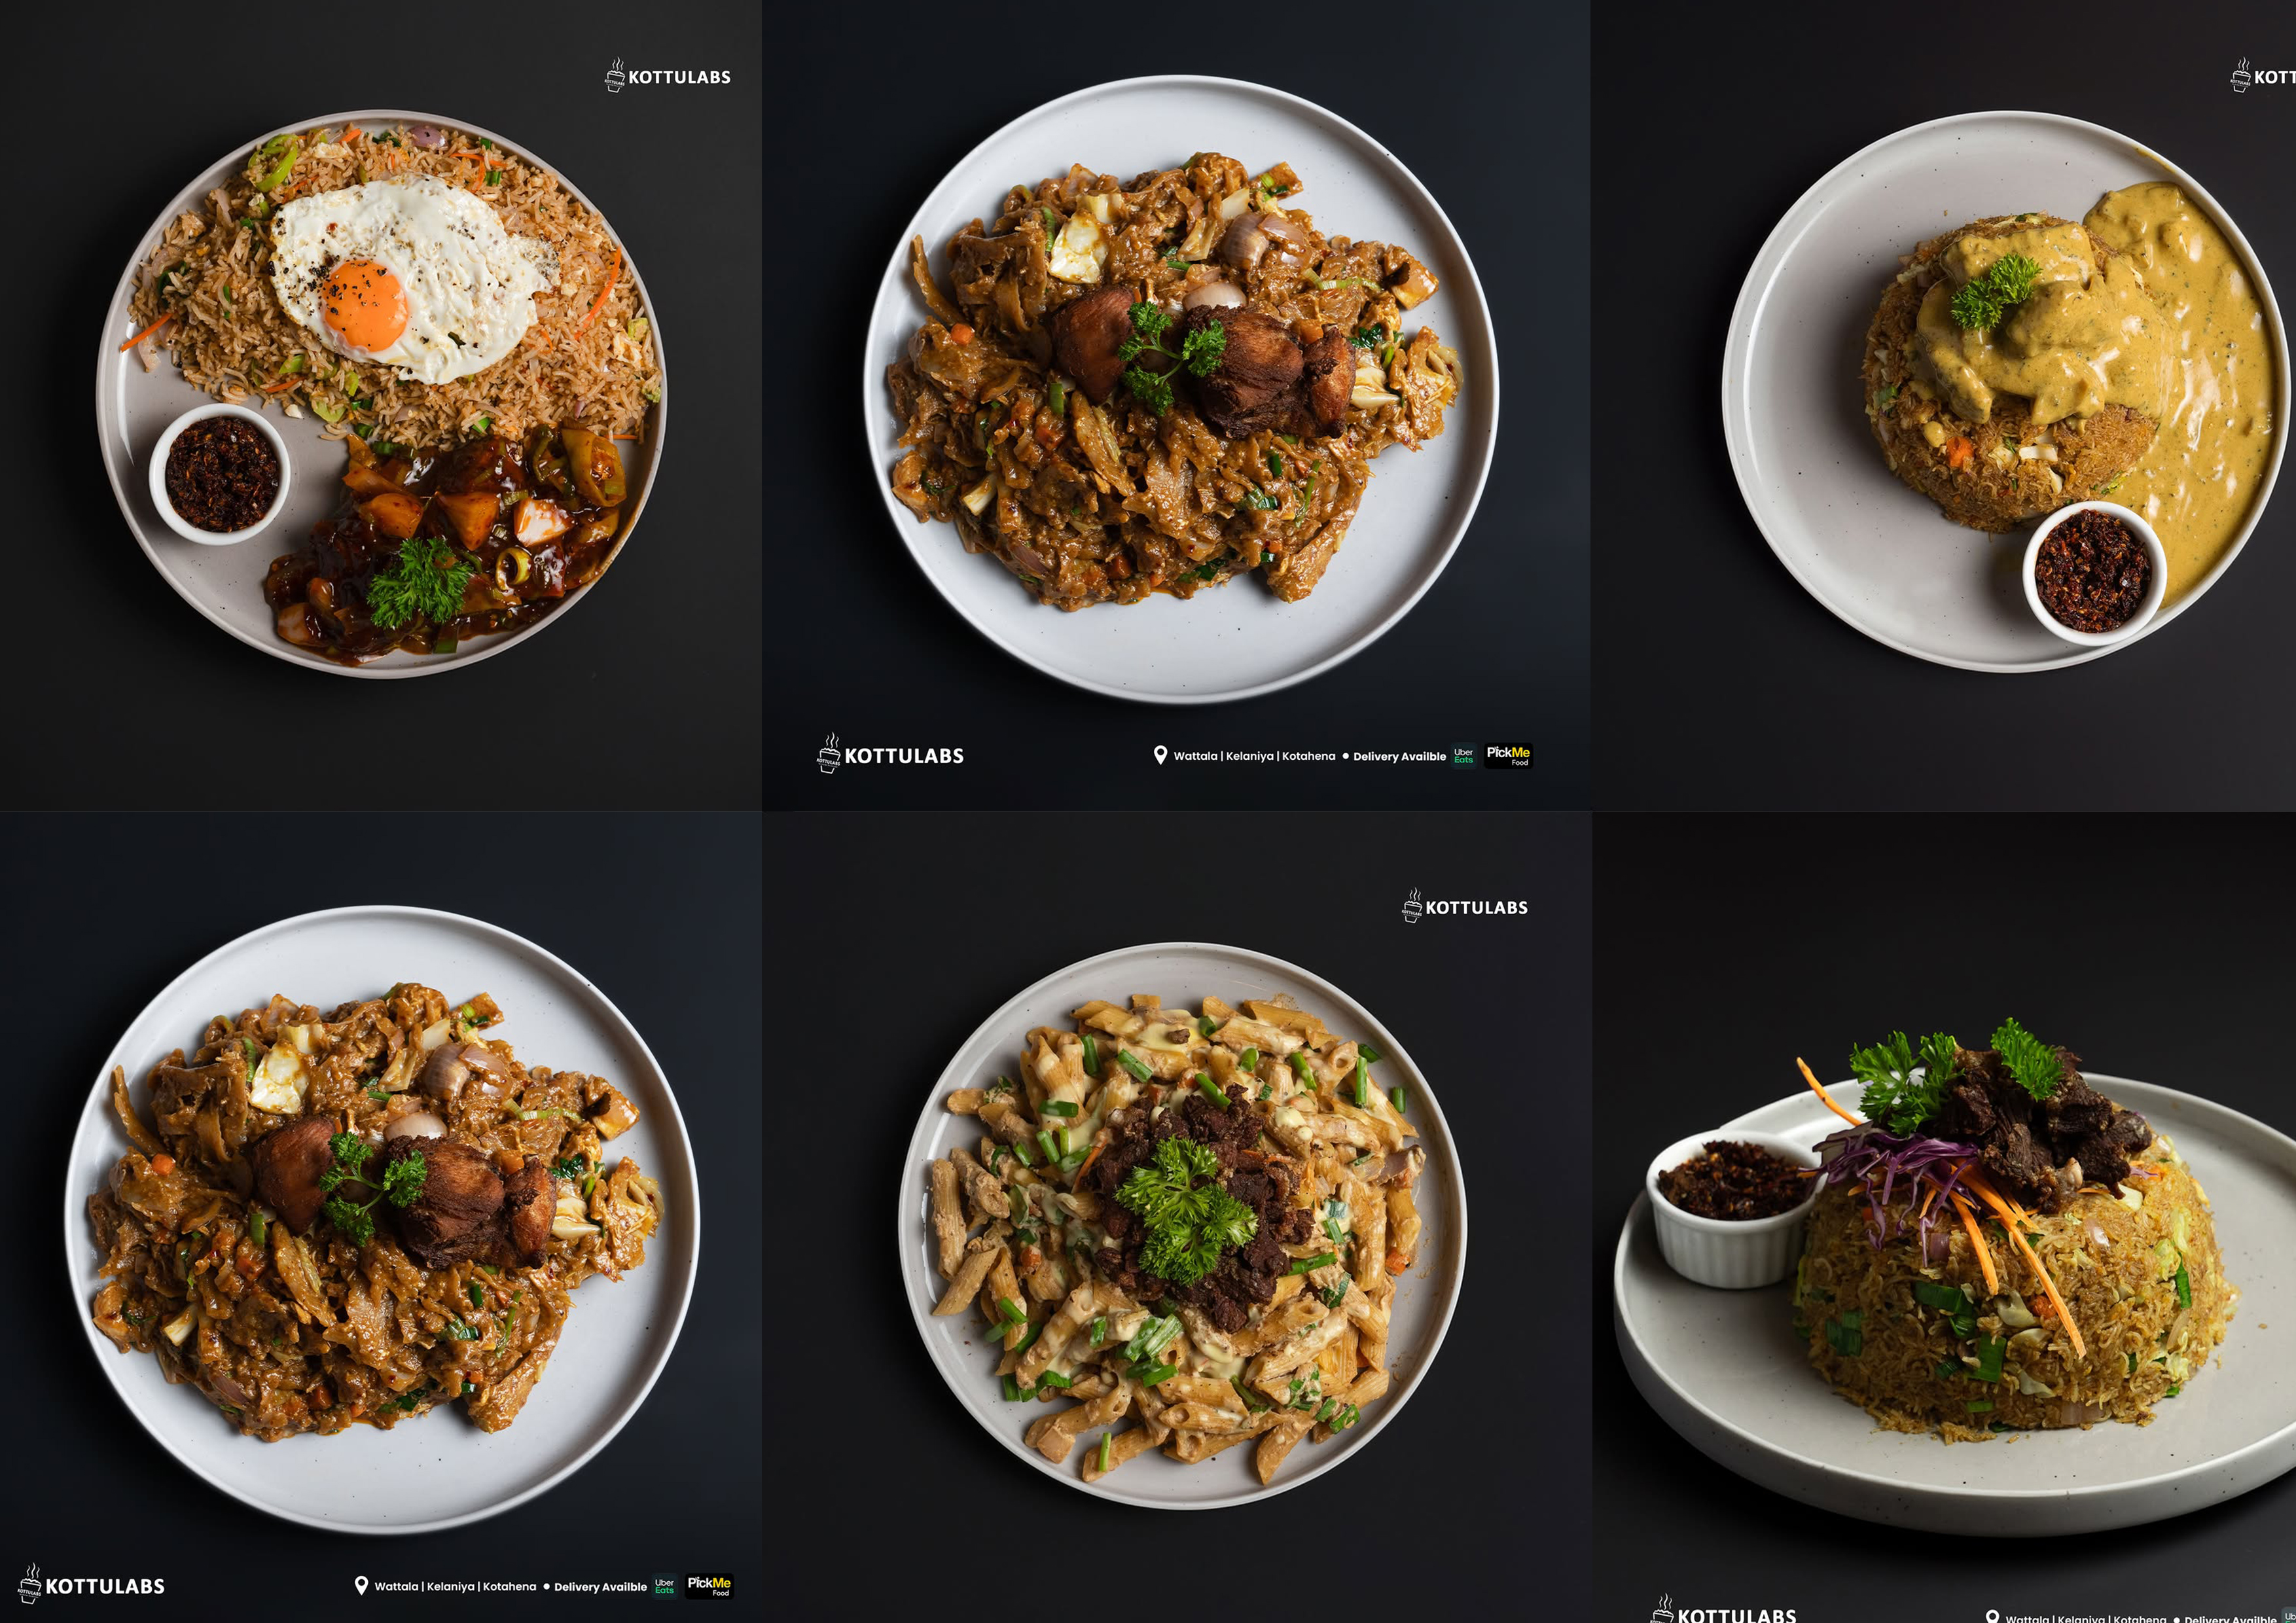 KOTTULABS
KOTT
KOTTULABS
Wattala | Kelaniya | Kotahena • Delivery Availble Uber Eats PickMe Food
KOTTULABS
KOTTULABS
Wattala | Kelaniya | Kotahena • Delivery Availble Uber Eats PickMe Food
KOTTULABS
Wattala | Kelaniya | Kotahena • Delivery Availble